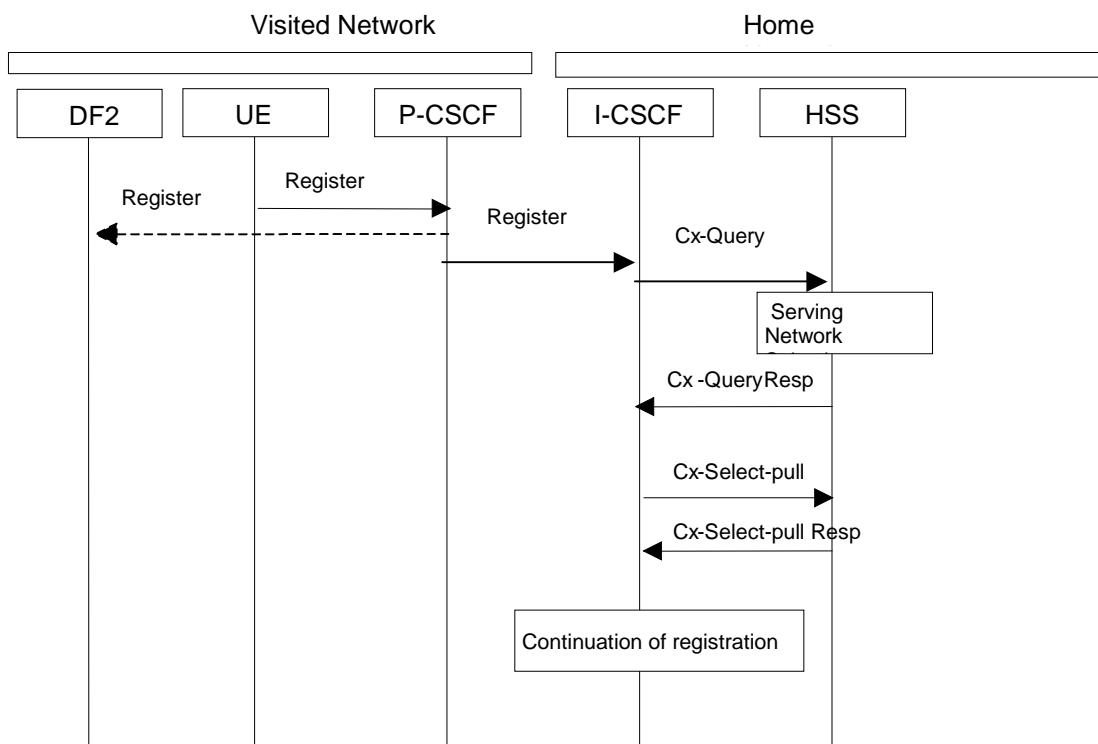 Visited Network
Home
DF2
UE
P-CSCF
I-CSCF
HSS
Register
Register
Register
Cx-Query
Serving
Network
Cx -QueryResp
Cx-Select-pull
Cx-Select-pull Resp
Continuation of registration